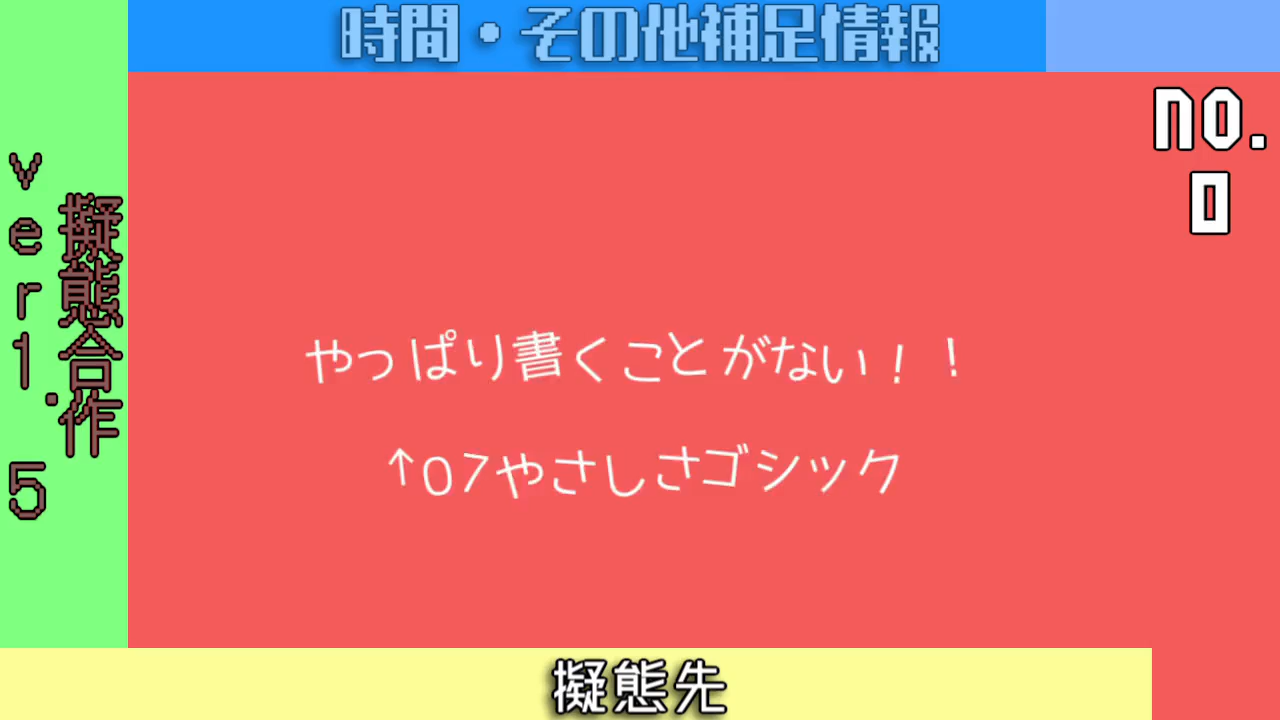 時間・その他補足情報
no.
0
擬態合作
ver1.5
やっぱり書くことがない！！
↑07やさしさゴシック
擬態先